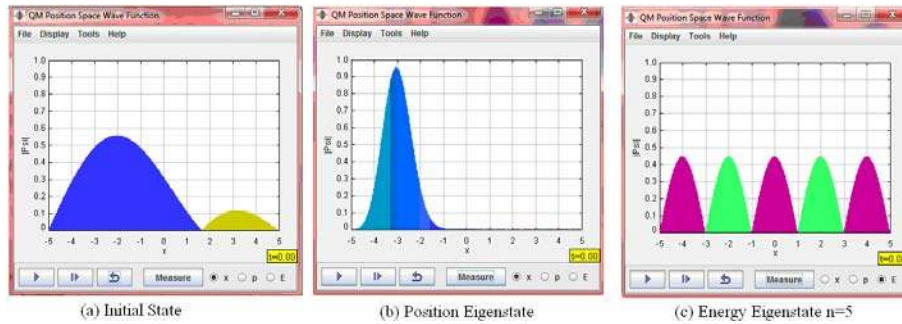 QM Position Space Wave Function
File Display Tools Help
1.0
0.9
0.8
0.7
0.6
0.5
0.4
0.3
0.2
0.1
0
|Psi|
-5 -4 -3 -2 -1 0 1 2 3 4 5
x
t=0.00
Measure x p E
(a) Initial State
QM Position Space Wave Function
File Display Tools Help
1.0
0.9
0.8
0.7
0.6
0.5
0.4
0.3
0.2
0.1
0
|Psi|
-5 -4 -3 -2 -1 0 1 2 3 4 5
x
t=0.00
Measure x p E
(b) Position Eigenstate
QM Position Space Wave Function
File Display Tools Help
1.0
0.9
0.8
0.7
0.6
0.5
0.4
0.3
0.2
0.1
0
|Psi|
-5 -4 -3 -2 -1 0 1 2 3 4 5
x
t=0.00
Measure x p E
(c) Energy Eigenstate n=5